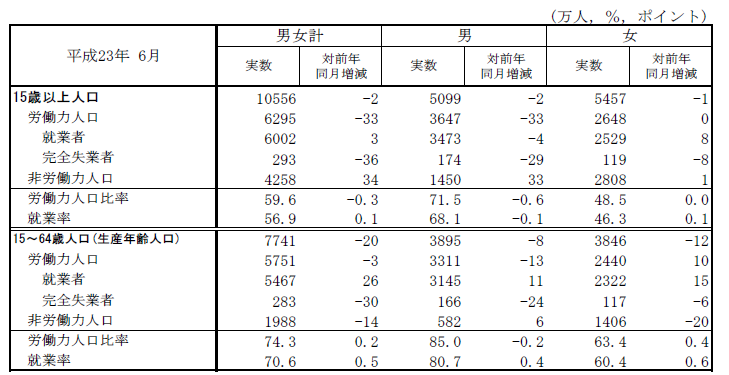 (万人，％，ポイント)
平成23年 6月 男女計 男 女
実数 対前年同月増減 実数 対前年同月増減 実数 対前年同月増減
15歳以上人口 10556 -2 5099 -2 5457 -1
労働力人口 6295 -33 3647 -33 2648 0
就業者 6002 3 3473 -4 2529 8
完全失業者 293 -36 174 -29 119 -8
非労働力人口 4258 34 1450 33 2808 1
労働力人口比率 59.6 -0.3 71.5 -0.6 48.5 0.0
就業率 56.9 0.1 68.1 -0.1 46.3 0.1
15～64歳人口(生産年齢人口) 7741 -20 3895 -8 3846 -12
労働力人口 5751 -3 3311 -13 2440 10
就業者 5467 26 3145 11 2322 15
完全失業者 283 -30 166 -24 117 -6
非労働力人口 1988 -14 582 6 1406 -20
労働力人口比率 74.3 0.2 85.0 -0.2 63.4 0.4
就業率 70.6 0.5 80.7 0.4 60.4 0.6